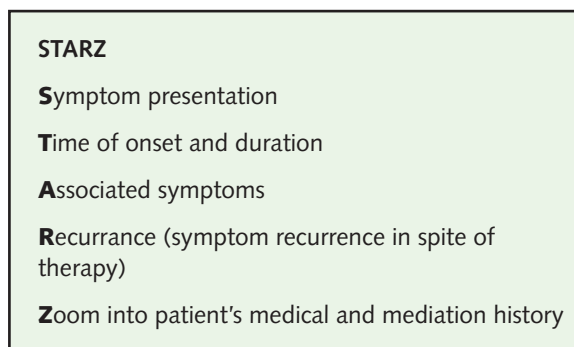 STARZ
Symptom presentation
Time of onset and duration
Associated symptoms
Recurrance (symptom recurrence in spite of
therapy)
Zoom into patient's medical and mediation history